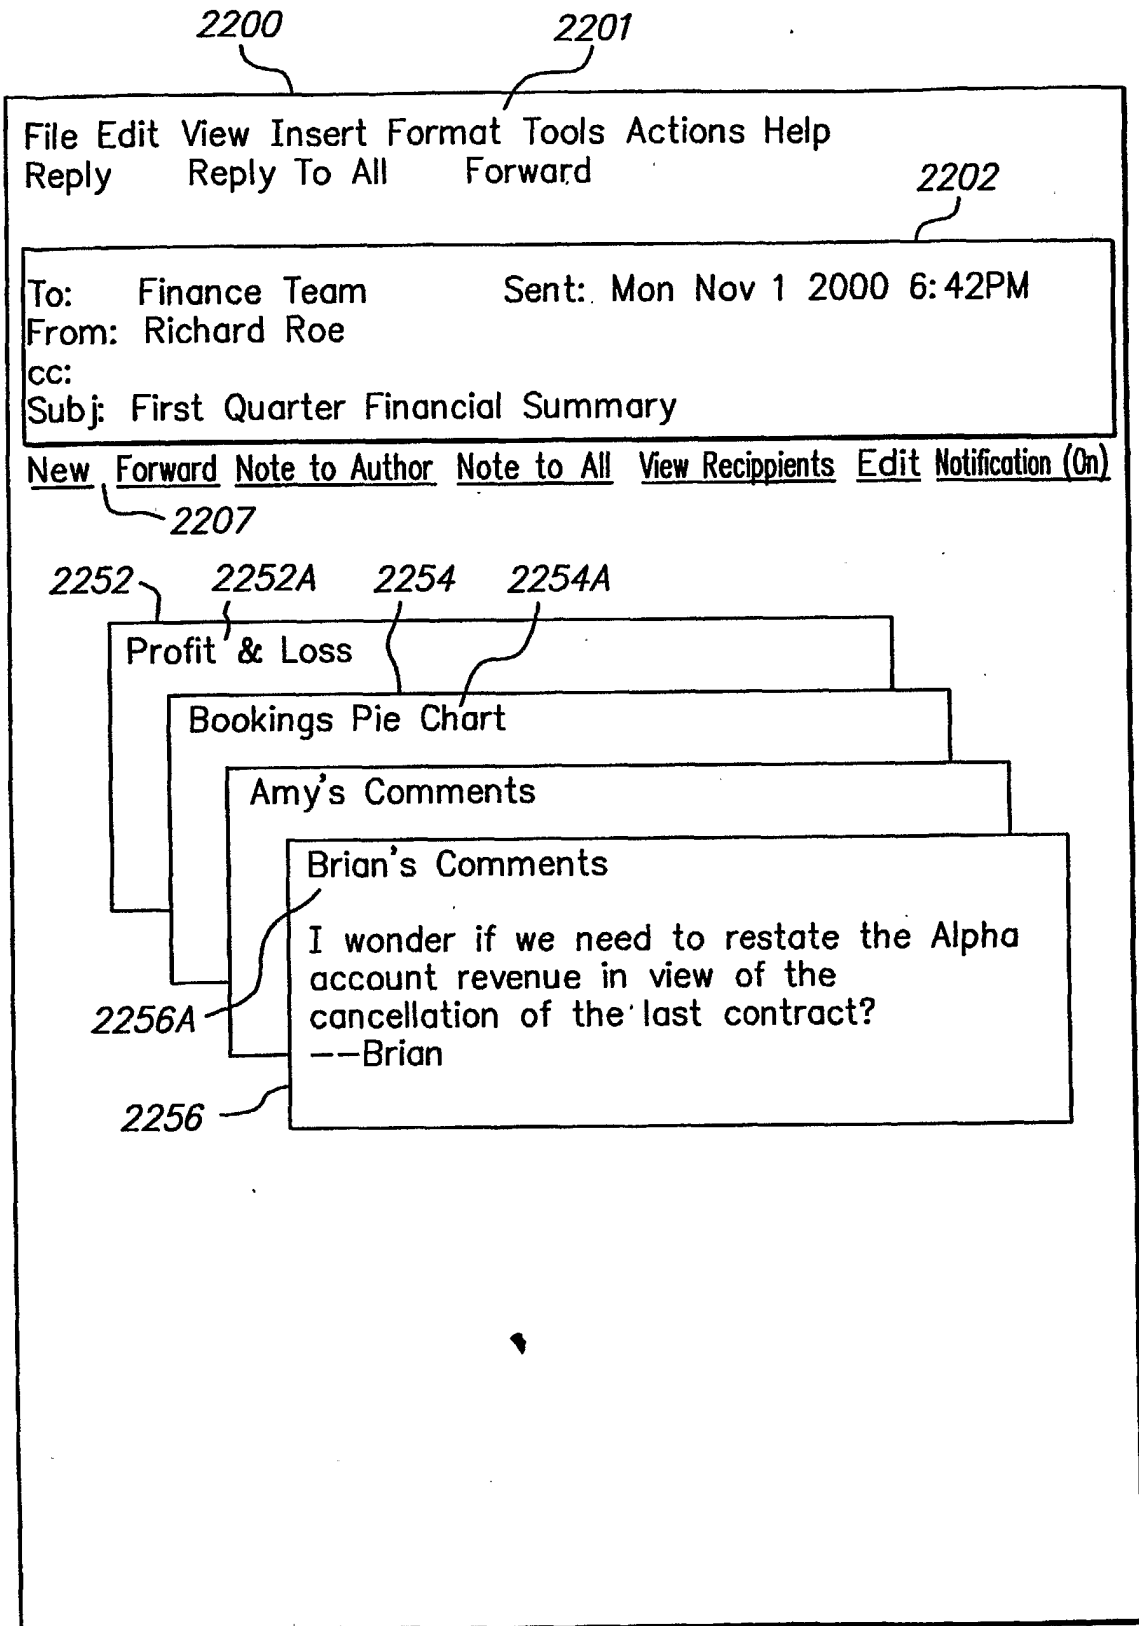 2200 2201
File Edit View Insert Format Tools Actions Help
Reply Reply To All Forward
2202
To: Finance Team Sent: Mon Nov 1 2000 6:42PM
From: Richard Roe
cc:
Subj: First Quarter Financial Summary
New Forward Note to Author Note to All View Recippients Edit Notification (On)
2207
2252 2252A 2254 2254A
Profit & Loss
Bookings Pie Chart
Amy's Comments
Brian's Comments
I wonder if we need to restate the Alpha
account revenue in view of the
cancellation of the last contract?
2256A
--Brian
2256